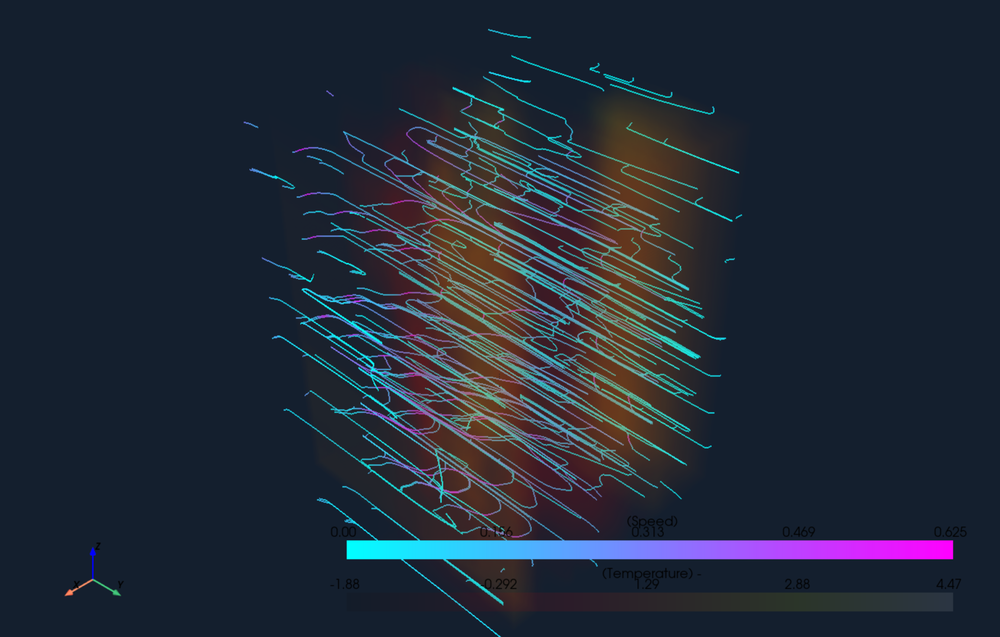 (Speed)
0.00 0.156 0.313 0.469 0.625
(Temperature) -
-1.88 -0.292 1.29 2.88 4.47
Z
X Y